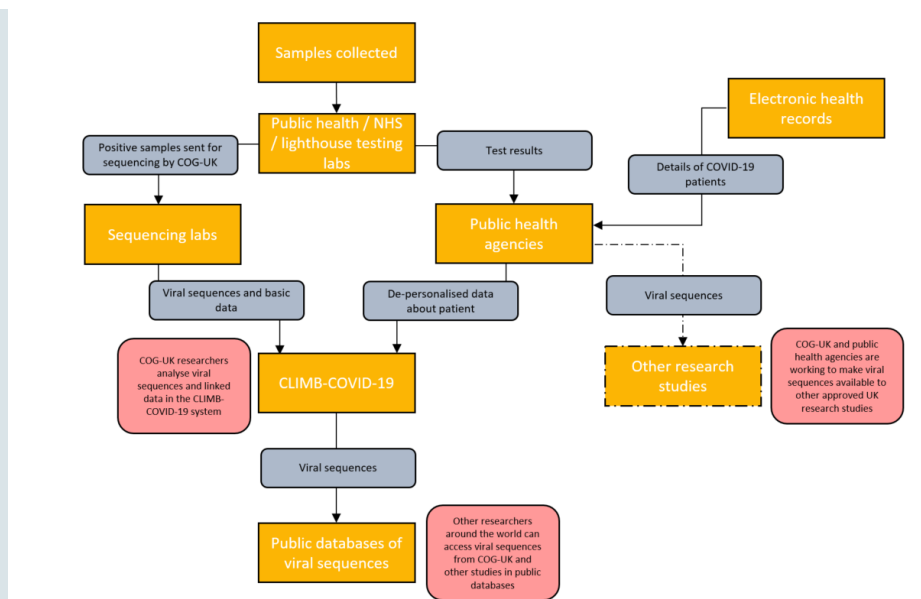 Samples collected
Public health / NHS
/ lighthouse testing
labs
Electronic health
records
Positive samples sent for
sequencing by COG-UK
Test results
Details of COVID-19
patients
Sequencing labs
Public health
agencies
Viral sequences and basic
data
De-personalised data
about patient
Viral sequences
COG-UK researchers
analyse viral
sequences and linked
data in the CLIMB-
COVID-19 system
CLIMB-COVID-19
Other research
studies
COG-UK and public
health agencies are
working to make viral
sequences available to
other approved UK
research studies
Viral sequences
Public databases of
viral sequences
Other researchers
around the world can
access viral sequences
from COG-UK and
other studies in public
databases